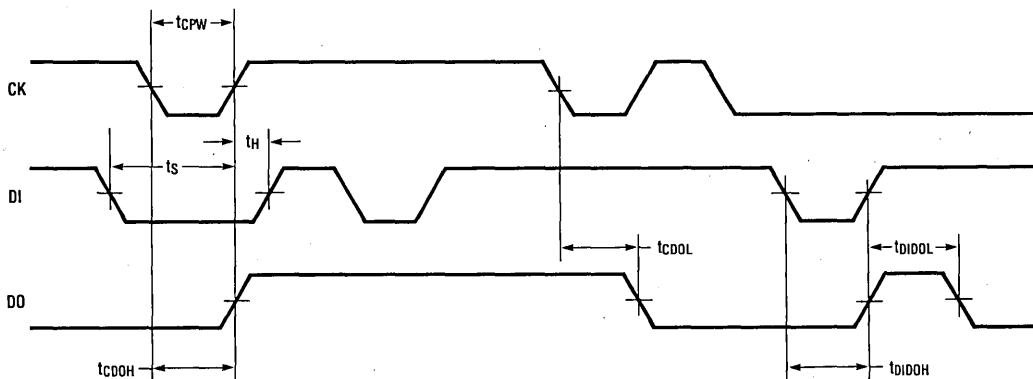 tCPW
CK
tS
tH
DI
tCDOL
tDIDOL
DO
tCDOH
tDIDOH